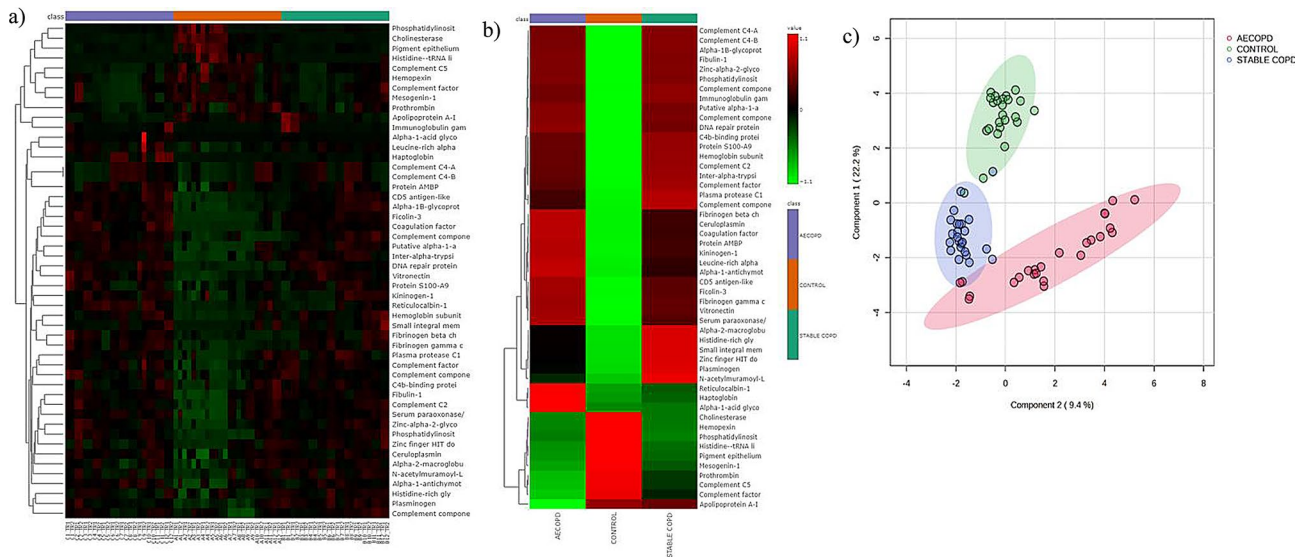 a)
class
Phosphatidylinosit
Cholinesterase
Pigment epithelium
Histidine--tRNA li
Complement C5
Hemopexin
Complement factor
Mesogenin-1
Prothrombin
Apolipoprotein A-I
Immunoglobulin gam
Alpha-1-acid glyco
Leucine-rich alpha
Haptoglobin
Complement C4-A
Complement C4-B
Protein AMBP
CD5 antigen-like
Alpha-1B-glycoprot
Ficolin-3
Coagulation factor
Complement compone
Putative alpha-1-a
Inter-alpha-trypsi
DNA repair protein
Vitronectin
Protein S100-A9
Kininogen-1
Reticulocalbin-1
Hemoglobin subunit
Small integral mem
Fibrinogen beta ch
Fibrinogen gamma c
Plasma protease C1
Complement factor
Complement compone
C4b-binding protei
Fibulin-1
Complement C2
Serum paraoxonase/
Zinc-alpha-2-glyco
Phosphatidylinosit
Zinc finger HIT do
Ceruloplasmin
Alpha-2-macroglobu
N-acetylmuramoyl-L
Alpha-1-antichymot
Histidine-rich gly
Plasminogen
Complement compone
b)
class
Complement C4-A
Complement C4-B
Alpha-1B-glycoprot
Fibulin-1
Zinc-alpha-2-glyco
Phosphatidylinosit
Complement compone
Immunoglobulin gam
Putative alpha-1-a
Complement compone
DNA repair protein
C4b-binding protei
Protein S100-A9
Hemoglobin subunit
Complement C2
Inter-alpha-trypsi
Complement factor
Plasma protease C1
Complement compone
Fibrinogen beta ch
Ceruloplasmin
Coagulation factor
Protein AMBP
Kininogen-1
Leucine-rich alpha
Alpha-1-antichymot
CD5 antigen-like
Ficolin-3
Fibrinogen gamma c
Vitronectin
Serum paraoxonase/
Alpha-2-macroglobu
Histidine-rich gly
Small integral mem
Zinc finger HIT do
Plasminogen
N-acetylmuramoyl-L
Reticulocalbin-1
Haptoglobin
Alpha-1-acid glyco
Cholinesterase
Hemopexin
Phosphatidylinosit
Histidine--tRNA li
Pigment epithelium
Mesogenin-1
Prothrombin
Complement C5
Complement factor
Apolipoprotein A-I
AECOPD
CONTROL
STABLE COPD
value
1.1
0
-1.1
class
AECOPD
CONTROL
STABLE COPD
c)
6
4
2
0
-2
-4
Component 1 ( 22.2 %)
-4
-2
0
2
4
6
8
Component 2 ( 9.4 %)
AECOPD
CONTROL
STABLE COPD